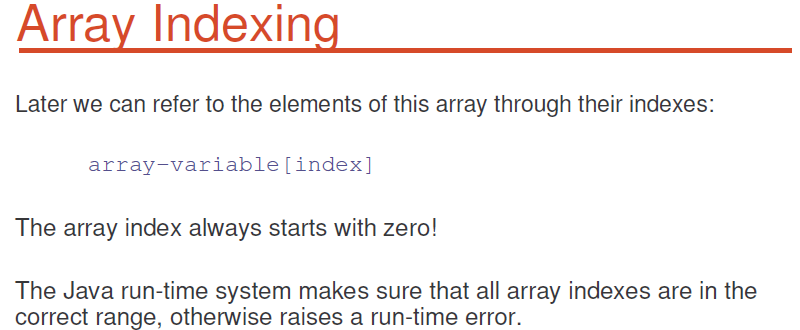 Array Indexing
Later we can refer to the elements of this array through their indexes:
array-variable[index]
The array index always starts with zero!
The Java run-time system makes sure that all array indexes are in the
correct range, otherwise raises a run-time error.